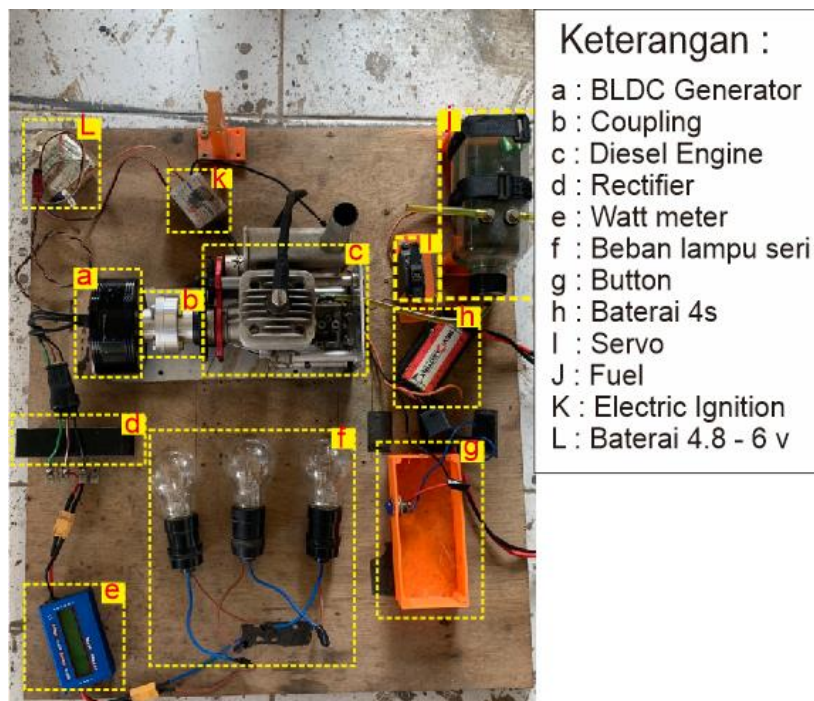 Keterangan :
a : BLDC Generator
b : Coupling
c : Diesel Engine
d : Rectifier
e : Watt meter
f : Beban lampu seri
g : Button
h : Baterai 4s
I : Servo
J : Fuel
K : Electric Ignition
L : Baterai 4.8 - 6 v
L
k
j
a
b
c
I
h
d
f
g
e